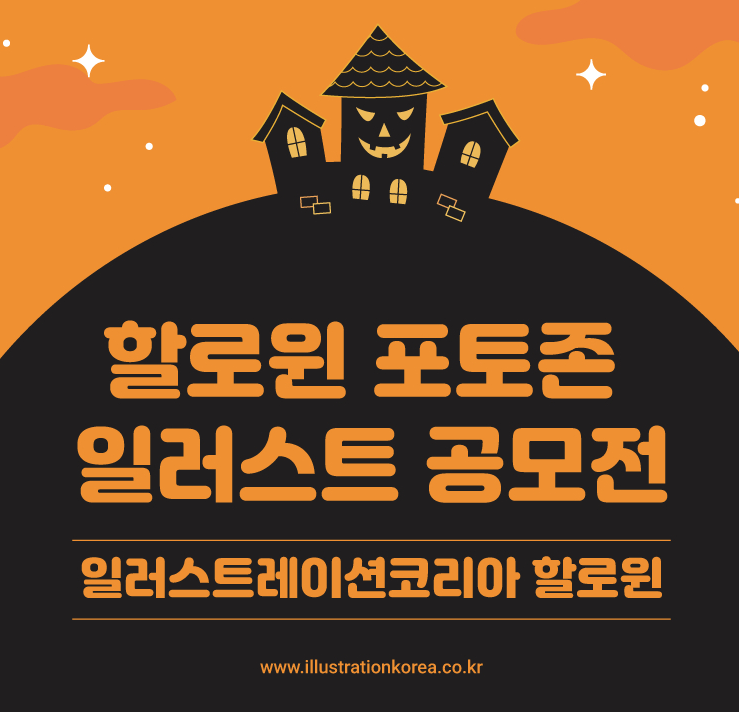 할로윈 포토존
일러스트 공모전
일러스트레이션코리아 할로윈
www.illustrationkorea.co.kr